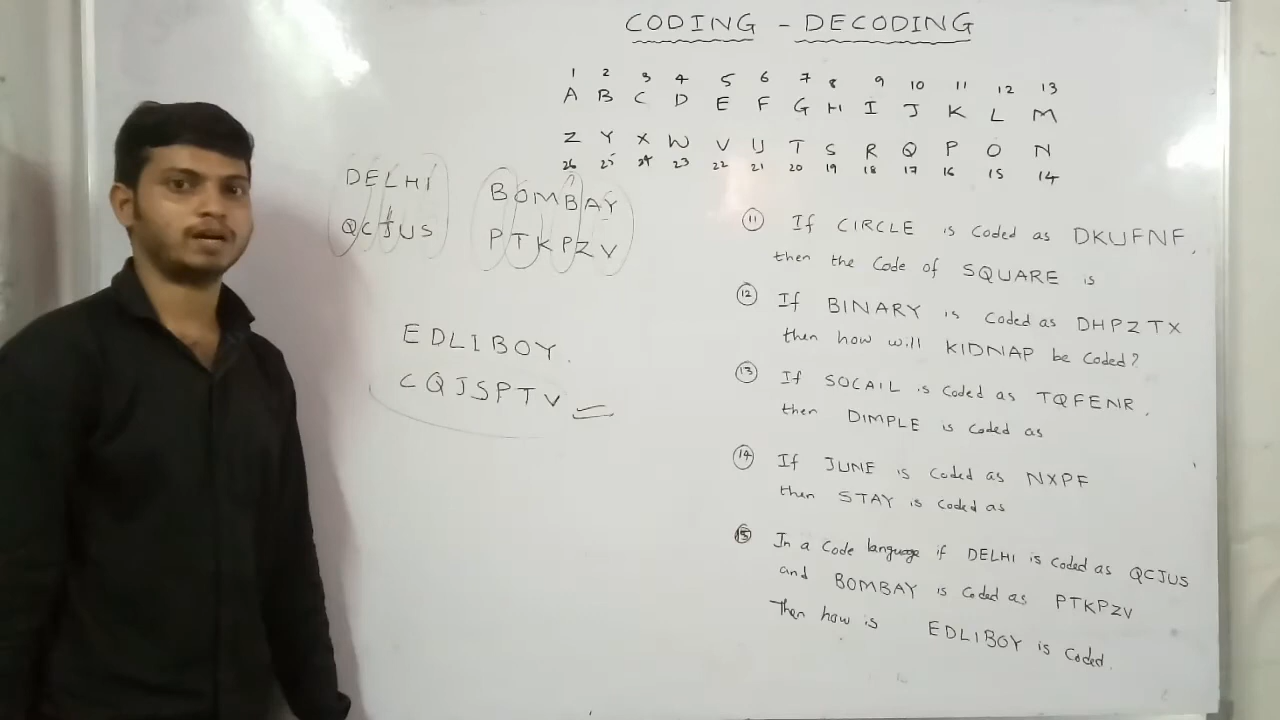 CODING - DECODING
1 2 3 4 5 6 7 8 9 10 11 12 13
A B C D E F G H I J K L M
Z Y X W V U T S R Q P O N
26 25 24 23 22 21 20 19 18 17 16 15 14
DELHI
QCJUS
BOMBAY
PTKPZV
EDLIBOY.
CQJSPTV
11 If CIRCLE is coded as DKUFNF,
then the code of SQUARE is
12 If BINARY is coded as DHPZTX
then how will KIDNAP be coded?
13 If SOCAIL is coded as TQFENR,
then DIMPLE is coded as
14 If JUNE is coded as NXPF
then STAY is coded as
15 In a code language if DELHI is coded as QCJUS
and BOMBAY is coded as PTKPZV
Then how is EDLIBOY is coded.